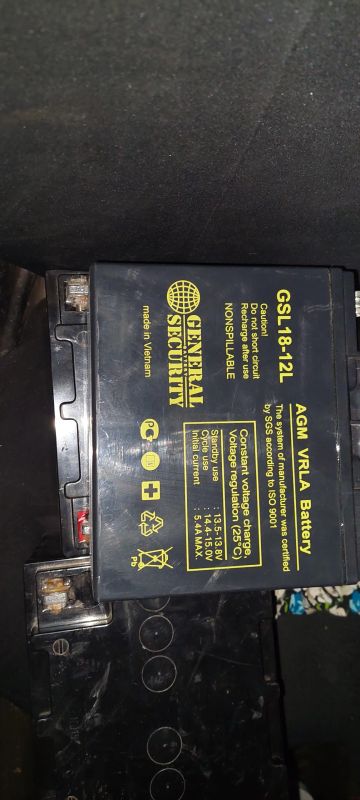 GSL18-12L
AGM VRLA Battery
Caution!
Do not short circuit
Recharge after use
NONSPILLABLE
The system of manufacturer was certified
by SGS according to ISO 9001
GENERAL
SECURITY
Constant voltage charge,
Voltage regulation (25°C)
Standby use : 13.5-13.8V
Cycle use : 14.4-15.0V
Initial current : 5.4A MAX.
made in Vietnam
Pb